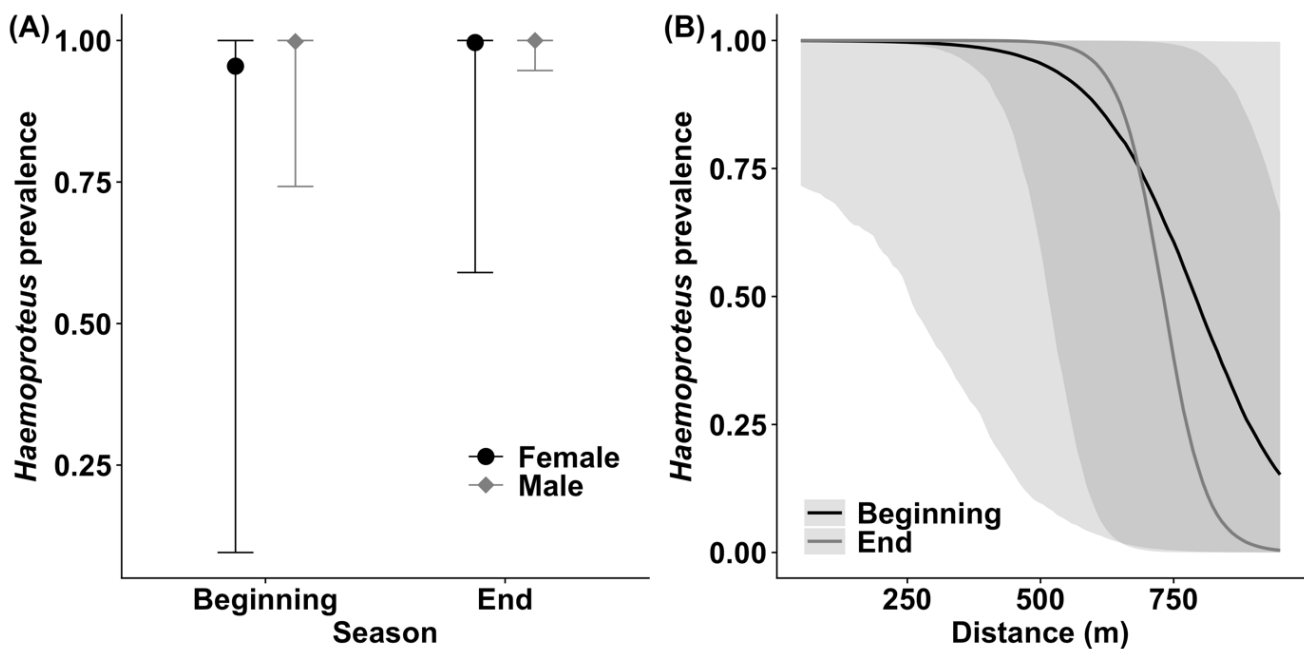 (A)
1.00
0.75
0.50
0.25
Haemoproteus prevalence
Female
Male
Beginning
End
Season
(B)
1.00
0.75
0.50
0.25
0.00
Haemoproteus prevalence
Beginning
End
250
500
750
Distance (m)